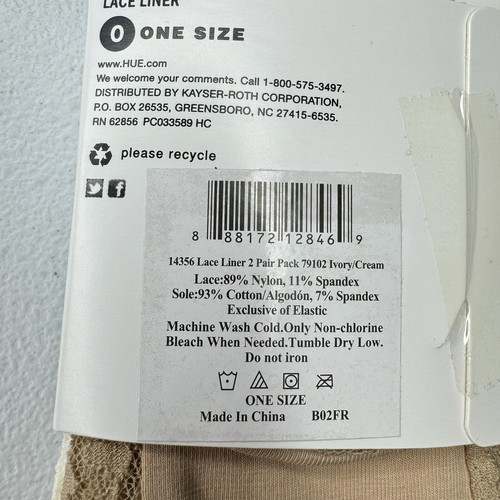 LACE LINER
O ONE SIZE
www.HUE.com
We welcome your comments. Call 1-800-575-3497.
DISTRIBUTED BY KAYSER-ROTH CORPORATION,
P.O. BOX 26535, GREENSBORO, NC 27415-6535.
RN 62856 PC033589 HC
please recycle
8 88172 12846 9
14356 Lace Liner 2 Pair Pack 79102 Ivory/Cream
Lace:89% Nylon, 11% Spandex
Sole:93% Cotton/Algodón, 7% Spandex
Exclusive of Elastic
Machine Wash Cold.Only Non-chlorine
Bleach When Needed.Tumble Dry Low.
Do not iron
ONE SIZE
Made In China B02FR